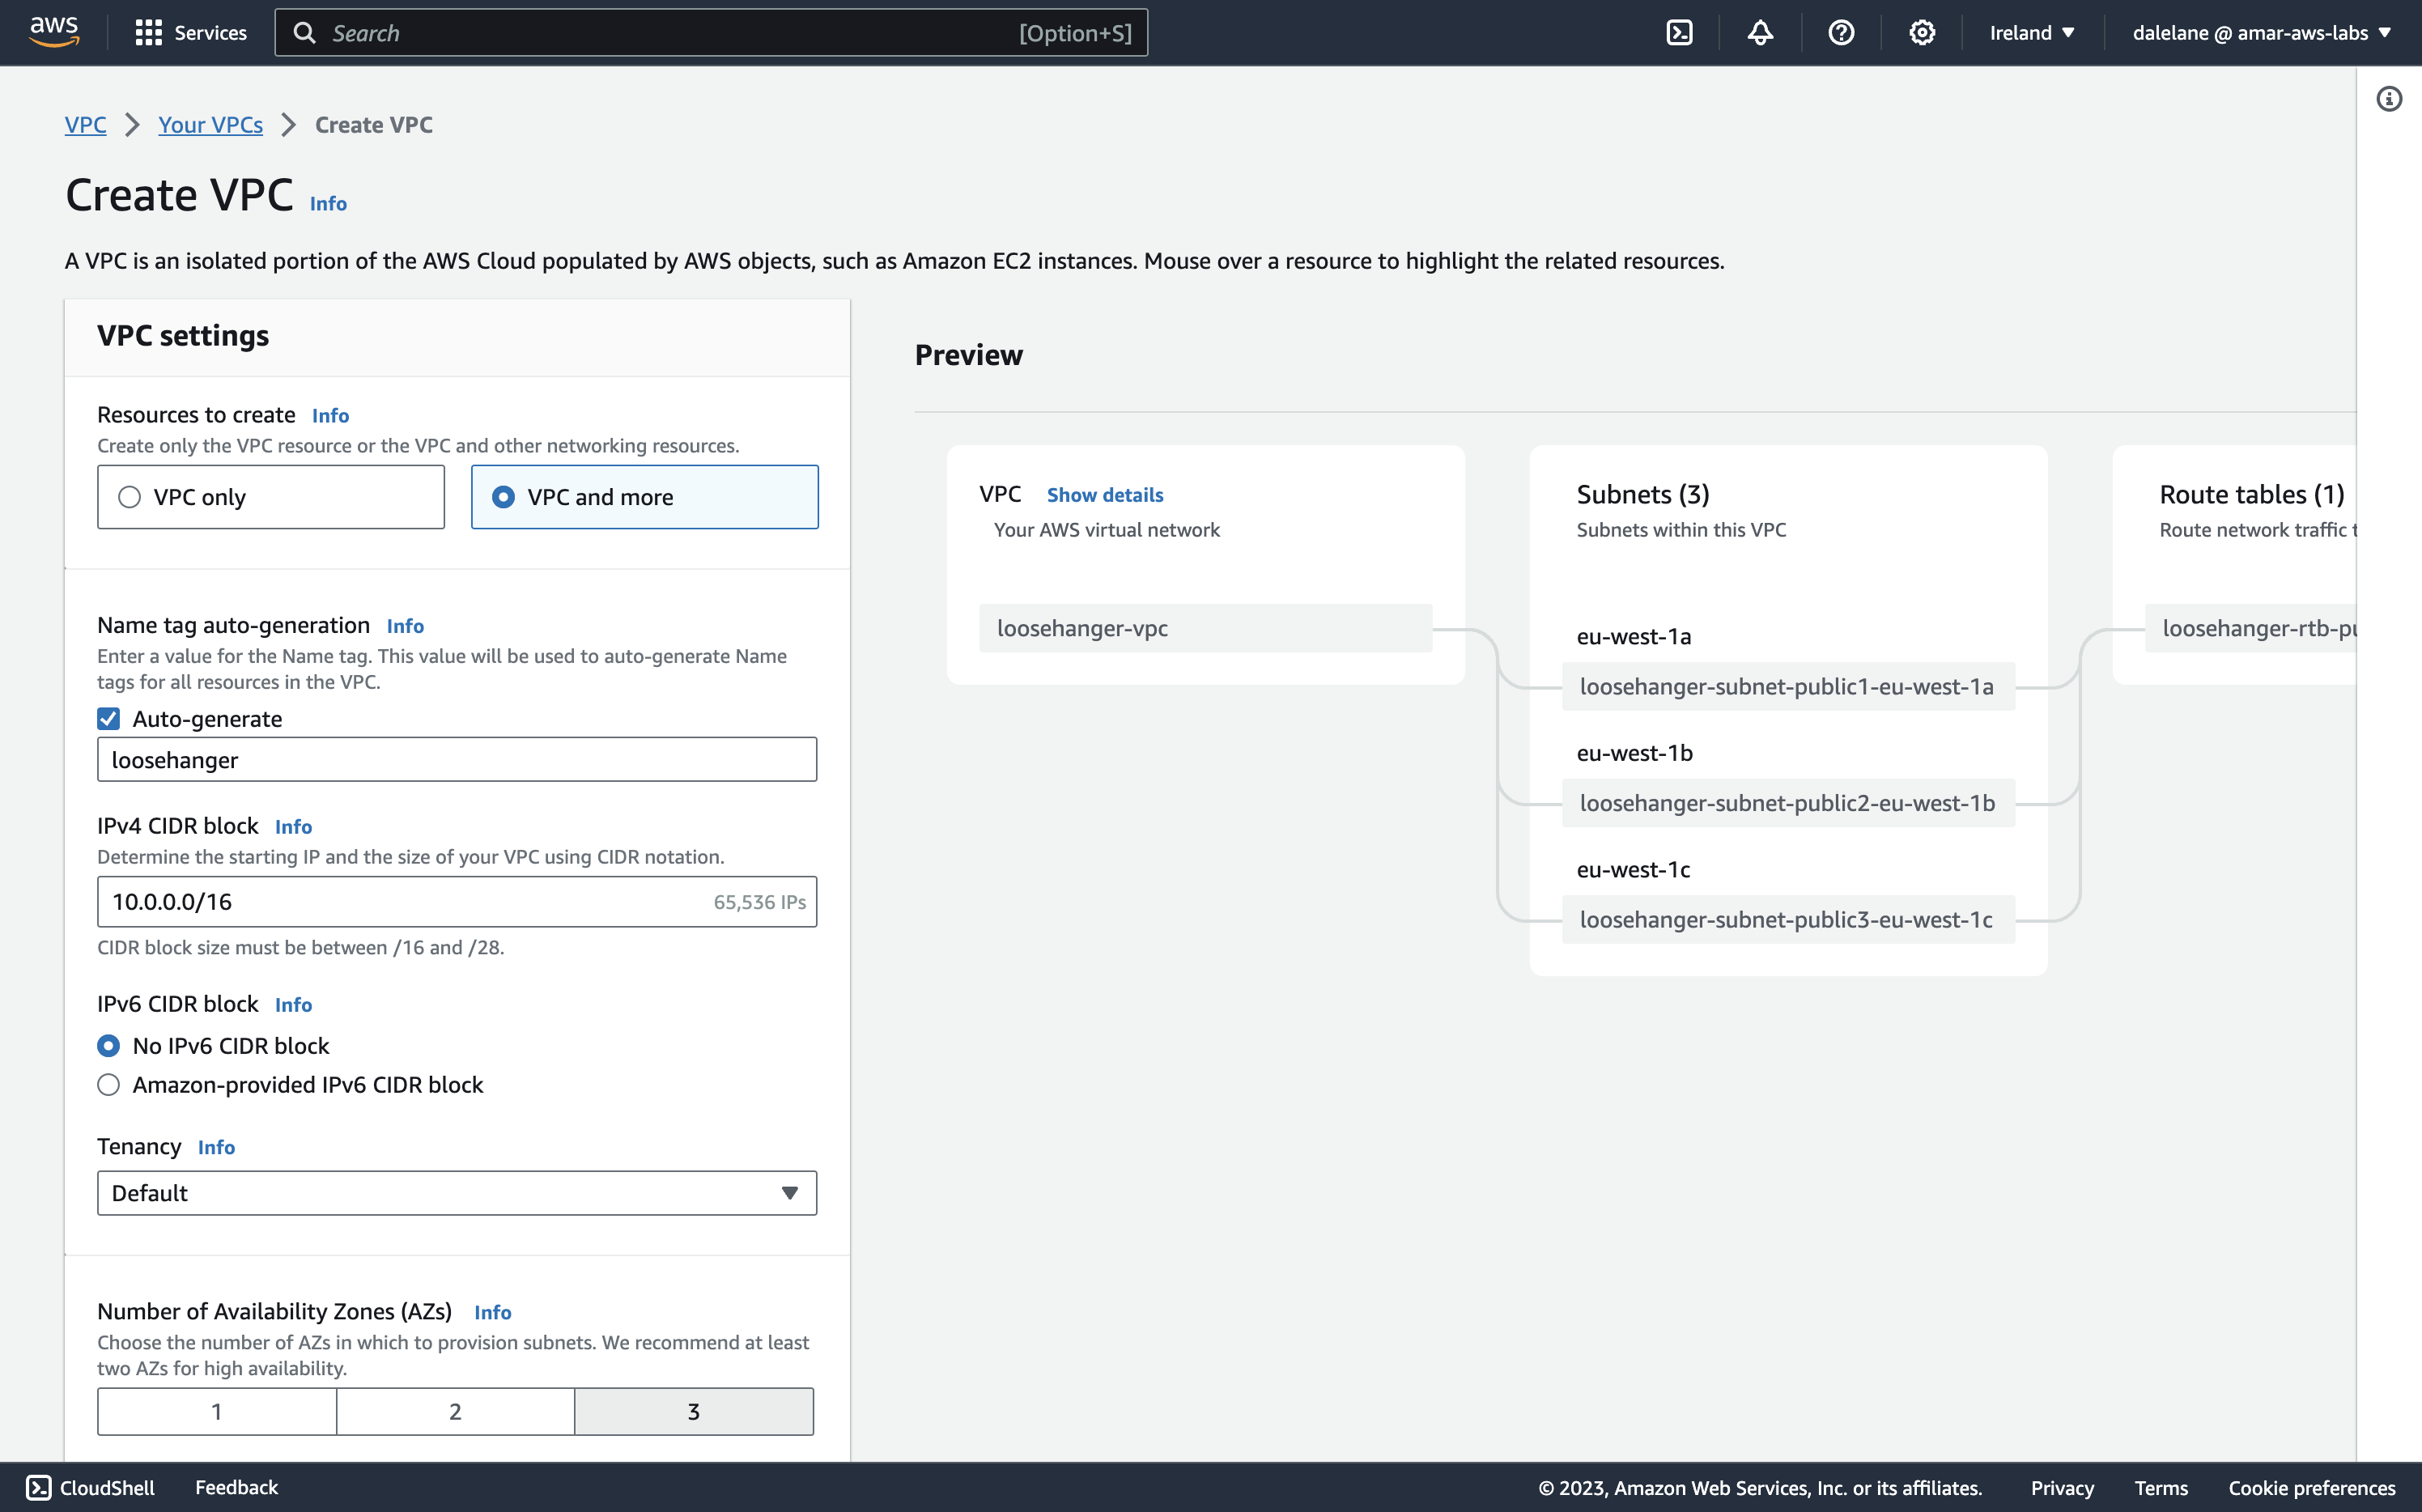 aws
Services
Search
[Option+S]
Ireland
dalelane @ amar-aws-labs
VPC
Your VPCs
Create VPC
Create VPC
Info
A VPC is an isolated portion of the AWS Cloud populated by AWS objects, such as Amazon EC2 instances. Mouse over a resource to highlight the related resources.
VPC settings
Resources to create Info
Create only the VPC resource or the VPC and other networking resources.
VPC only
VPC and more
Name tag auto-generation Info
Enter a value for the Name tag. This value will be used to auto-generate Name
tags for all resources in the VPC.
Auto-generate
loosehanger
IPv4 CIDR block Info
Determine the starting IP and the size of your VPC using CIDR notation.
10.0.0.0/16
65,536 IPs
CIDR block size must be between /16 and /28.
IPv6 CIDR block Info
No IPv6 CIDR block
Amazon-provided IPv6 CIDR block
Tenancy Info
Default
Number of Availability Zones (AZs) Info
Choose the number of AZs in which to provision subnets. We recommend at least
two AZs for high availability.
1
2
3
Preview
VPC Show details
Your AWS virtual network
loosehanger-vpc
Subnets (3)
Subnets within this VPC
eu-west-1a
loosehanger-subnet-public1-eu-west-1a
eu-west-1b
loosehanger-subnet-public2-eu-west-1b
eu-west-1c
loosehanger-subnet-public3-eu-west-1c
Route tables (1)
Route network traffic t
loosehanger-rtb-pu
CloudShell
Feedback
© 2023, Amazon Web Services, Inc. or its affiliates.
Privacy
Terms
Cookie preferences